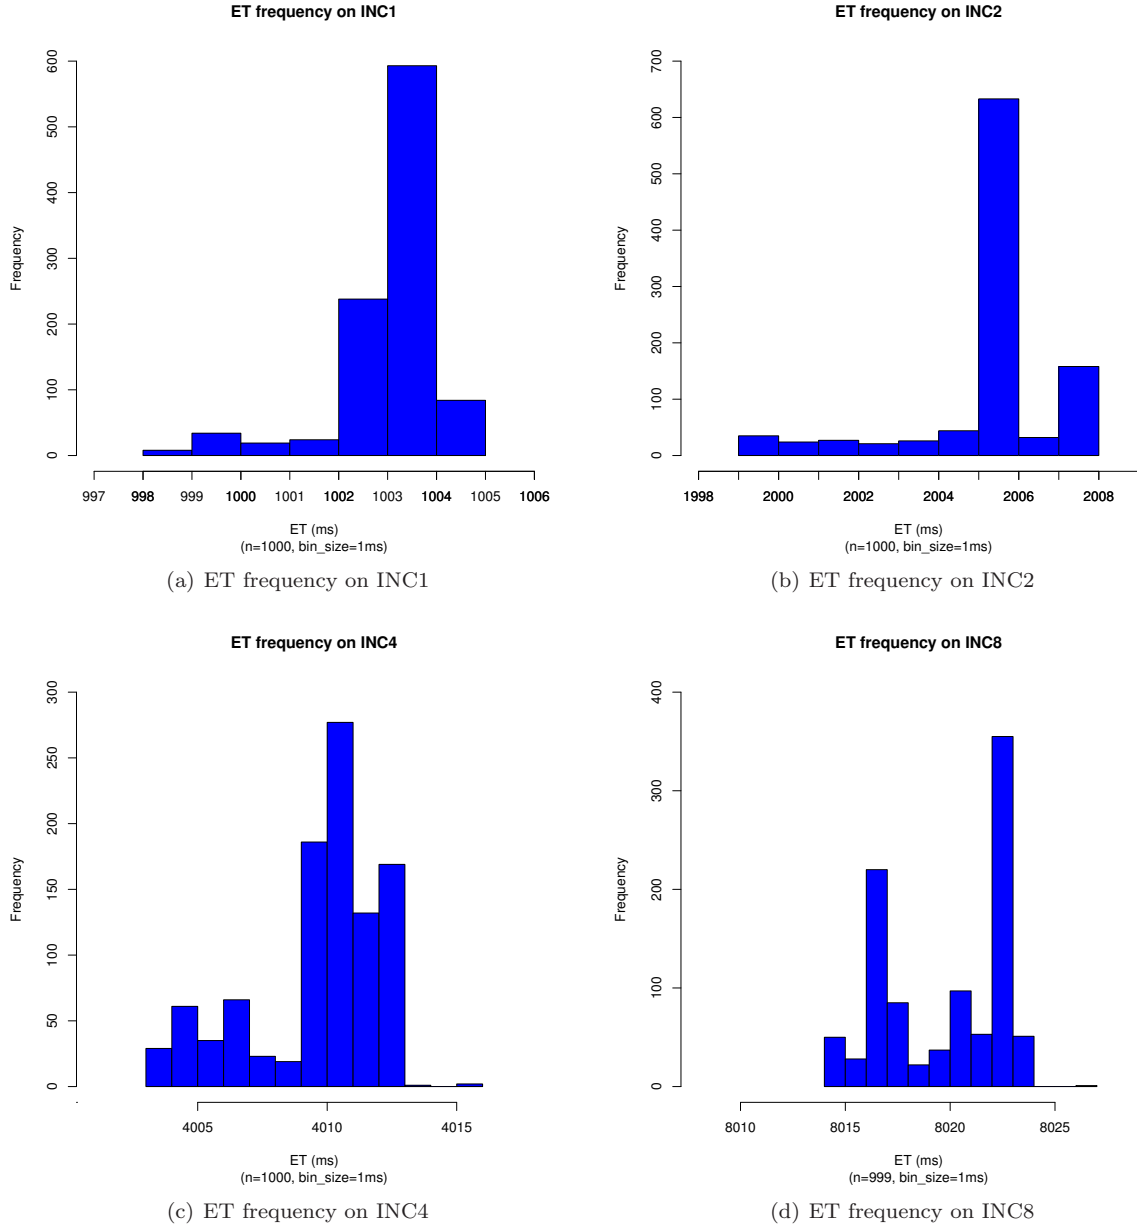 ET frequency on INC1
600
500
400
300
200
100
0
Frequency
997 998 999 1000 1001 1002 1003 1004 1005 1006
ET (ms)
(n=1000, bin_size=1ms)
(a) ET frequency on INC1
ET frequency on INC2
700
600
500
400
300
200
100
0
Frequency
1998 2000 2002 2004 2006 2008
ET (ms)
(n=1000, bin_size=1ms)
(b) ET frequency on INC2
ET frequency on INC4
300
250
200
150
100
50
0
Frequency
4005 4010 4015
ET (ms)
(n=1000, bin_size=1ms)
(c) ET frequency on INC4
ET frequency on INC8
400
300
200
100
0
Frequency
8010 8015 8020 8025
ET (ms)
(n=999, bin_size=1ms)
(d) ET frequency on INC8